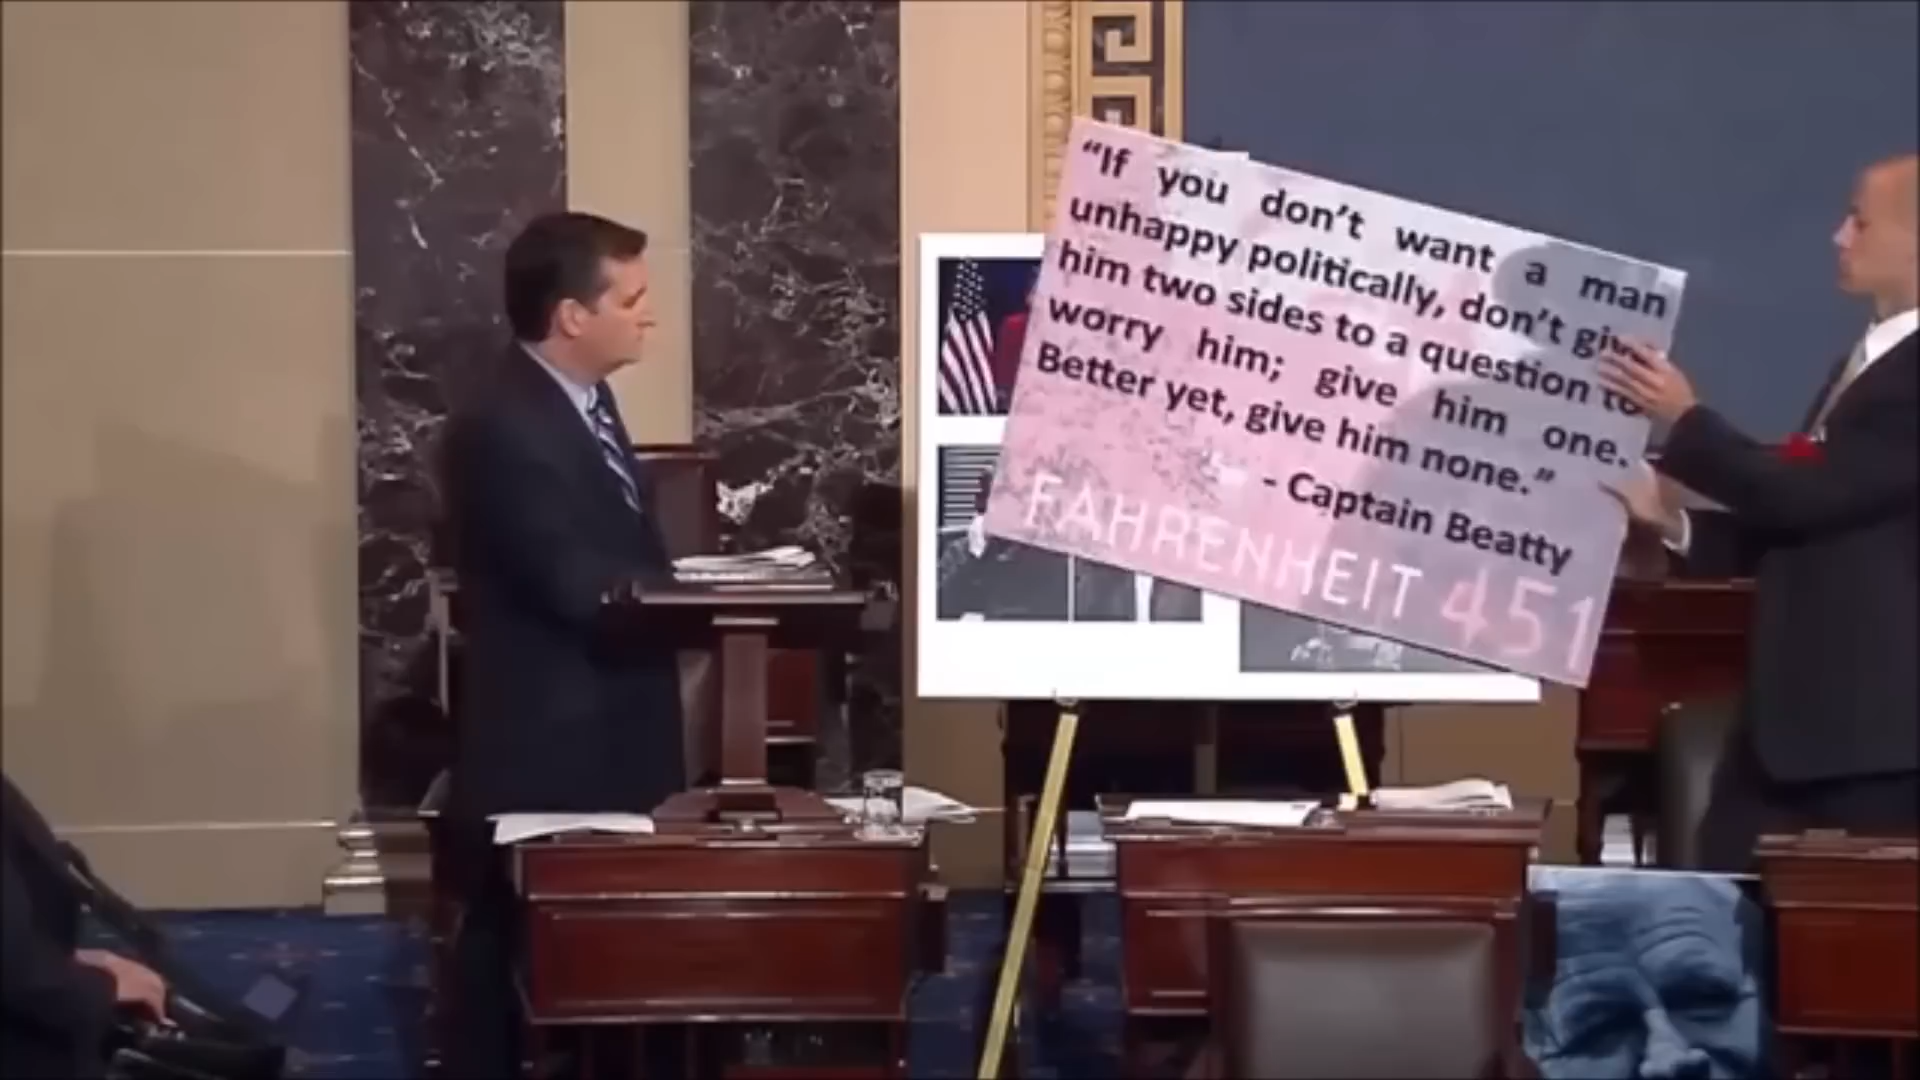 “If you don’t want a man
unhappy politically, don’t give
him two sides to a question to
worry him; give him one.
Better yet, give him none.”
- Captain Beatty
FAHRENHEIT 451